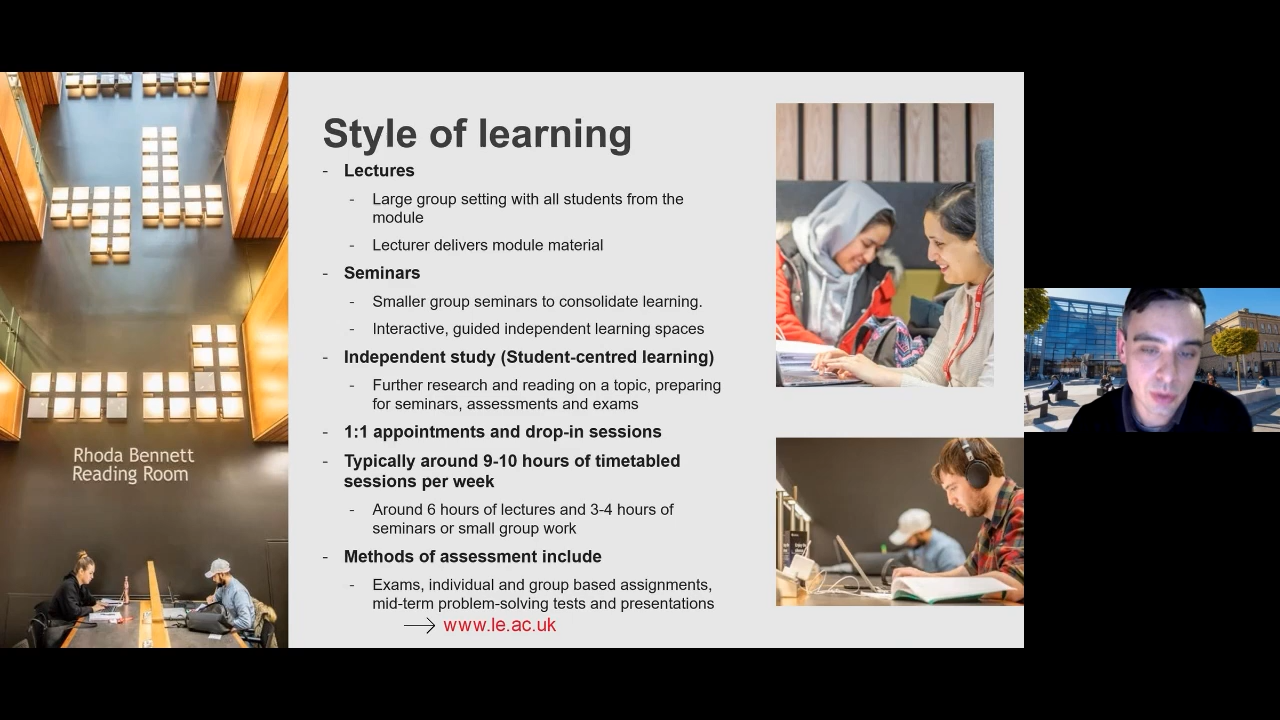 Style of learning
- Lectures
- Large group setting with all students from the
module
- Lecturer delivers module material
- Seminars
- Smaller group seminars to consolidate learning.
- Interactive, guided independent learning spaces
- Independent study (Student-centred learning)
- Further research and reading on a topic, preparing
for seminars, assessments and exams
- 1:1 appointments and drop-in sessions
- Typically around 9-10 hours of timetabled
sessions per week
- Around 6 hours of lectures and 3-4 hours of
seminars or small group work
- Methods of assessment include
- Exams, individual and group based assignments,
mid-term problem-solving tests and presentations
www.le.ac.uk
Rhoda Bennett
Reading Room